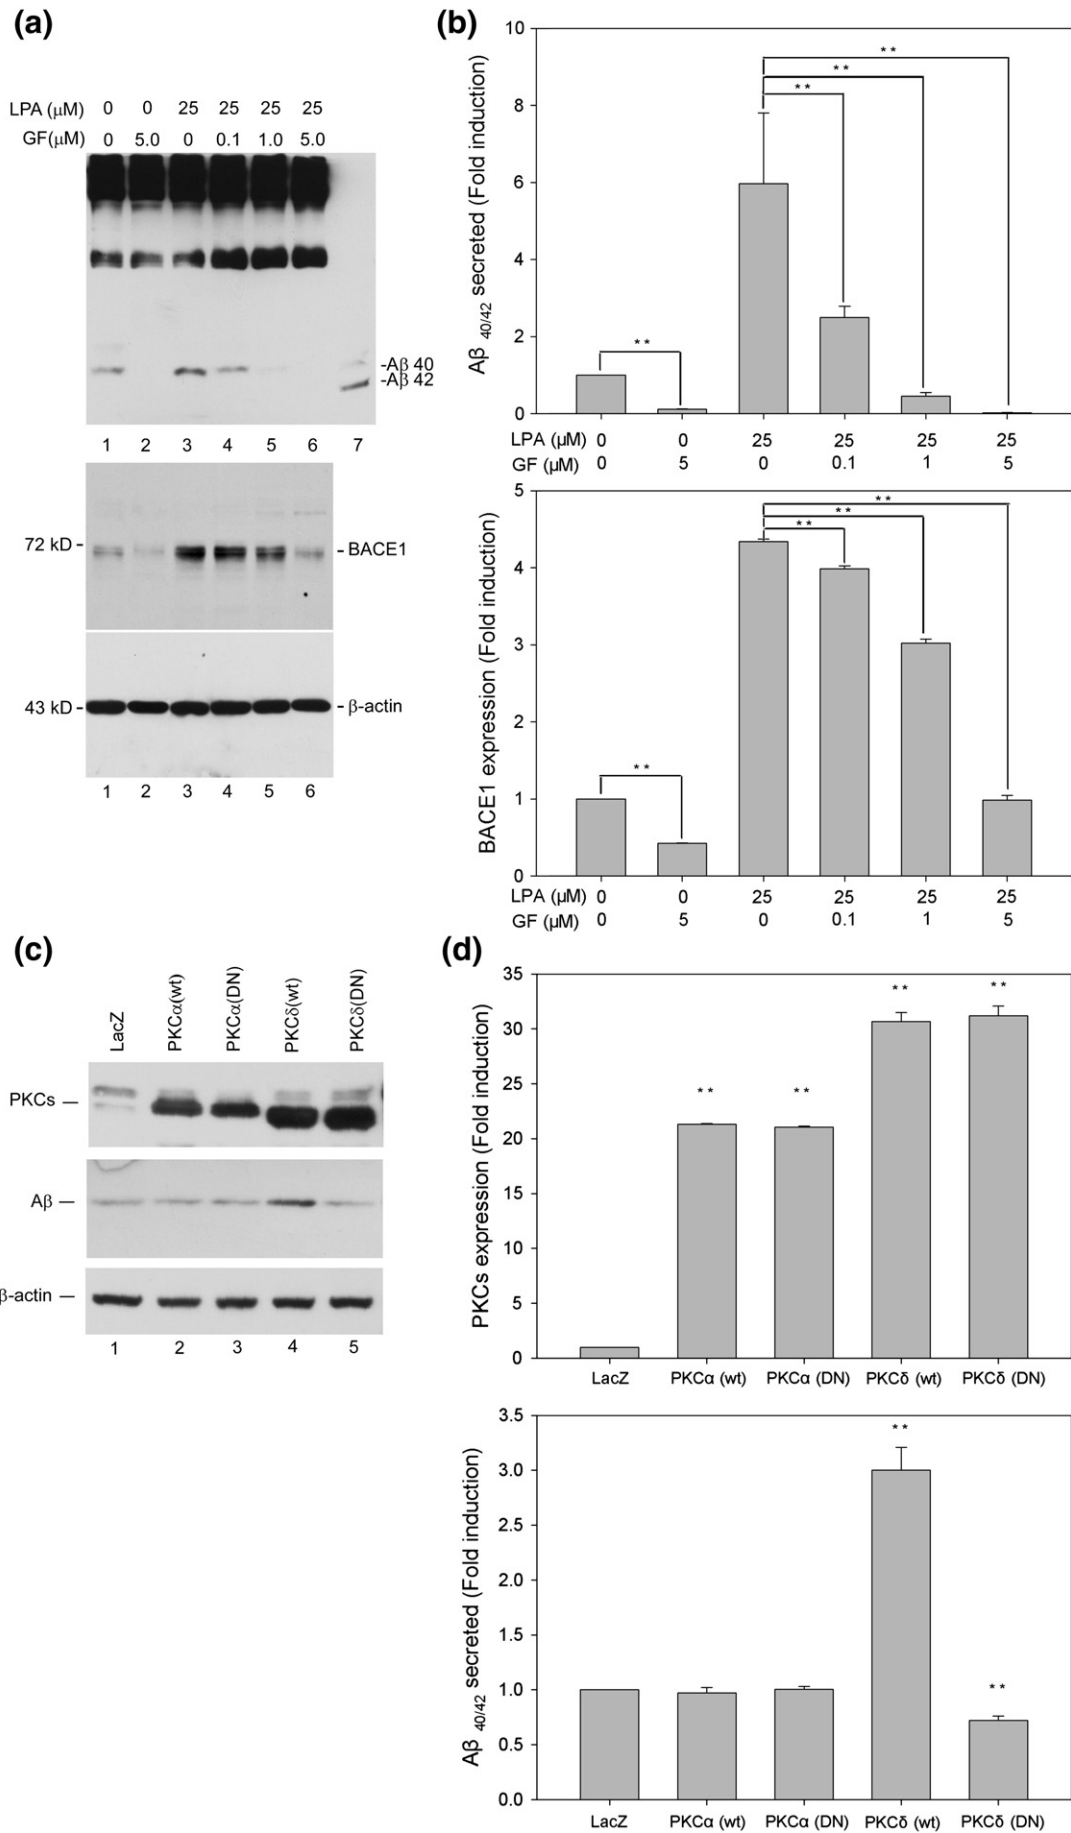 (a)
LPA (μM) 0 0 25 25 25 25
GF(μM) 0 5.0 0 0.1 1.0 5.0
-Aβ 40
-Aβ 42
1 2 3 4 5 6 7
72 kD - - BACE1
43 kD - - β-actin
1 2 3 4 5 6
(b)
Aβ 40/42 secreted (Fold induction)
10
8
6
4
2
0
** ** ** **
LPA (μM) 0 0 25 25 25 25
GF (μM) 0 5 0 0.1 1 5
BACE1 expression (Fold induction)
5
4
3
2
1
0
** ** ** **
LPA (μM) 0 0 25 25 25 25
GF (μM) 0 5 0 0.1 1 5
(c)
LacZ PKCα(wt) PKCα(DN) PKCδ(wt) PKCδ(DN)
PKCs —
Aβ —
β-actin —
1 2 3 4 5
(d)
PKCs expression (Fold induction)
35
30
25
20
15
10
5
0
** ** ** **
LacZ PKCα (wt) PKCα (DN) PKCδ (wt) PKCδ (DN)
Aβ 40/42 secreted (Fold induction)
3.5
3.0
2.5
2.0
1.5
1.0
0.5
0.0
** **
LacZ PKCα (wt) PKCα (DN) PKCδ (wt) PKCδ (DN)